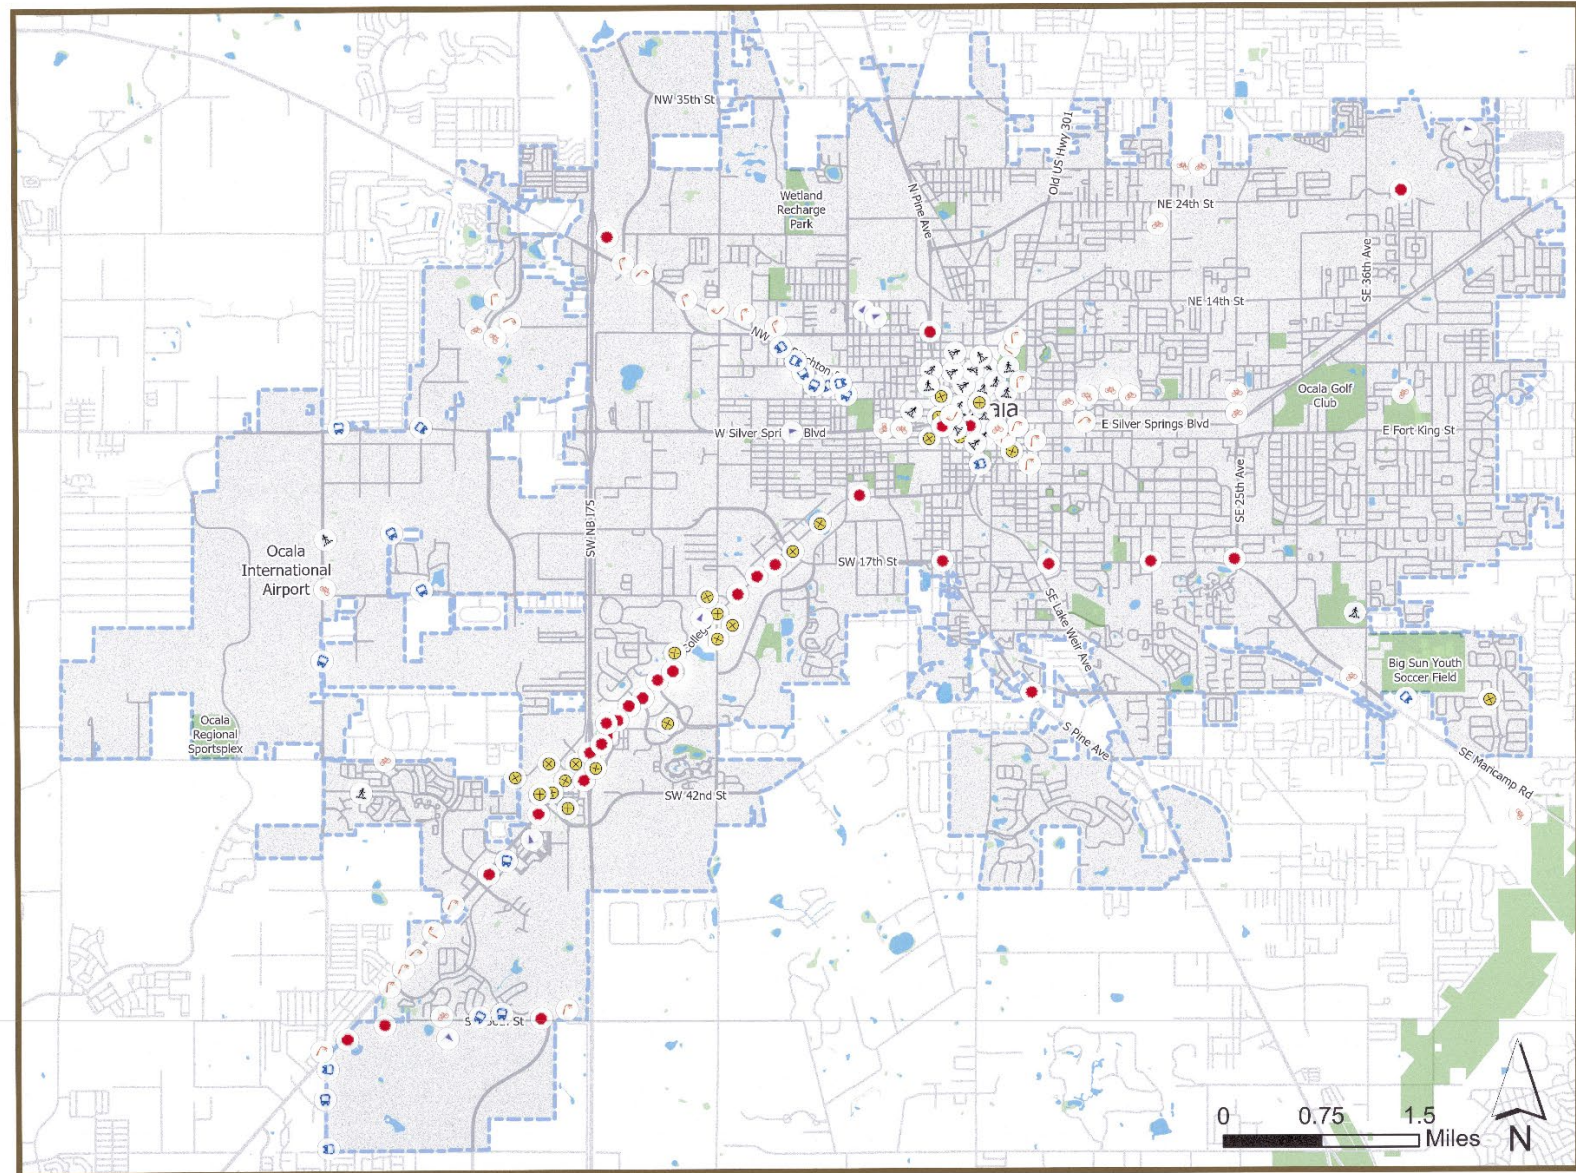 NW 35th St
Old US Hwy 301
N Pine Ave
Wetland
Recharge
Park
NE 24th St
SE 36th Ave
NE 14th St
NW
Ocala Golf
Club
W Silver Spri Blvd
E Silver Springs Blvd
E Fort King St
SW NB I75
SE 25th Ave
Ocala
International
Airport
SW 17th St
SE Lake Weir Ave
College
Big Sun Youth
Soccer Field
Ocala
Regional
Sportsplex
S Pine Ave
SE Maricamp Rd
SW 42nd St
St
0 0.75 1.5
Miles
N